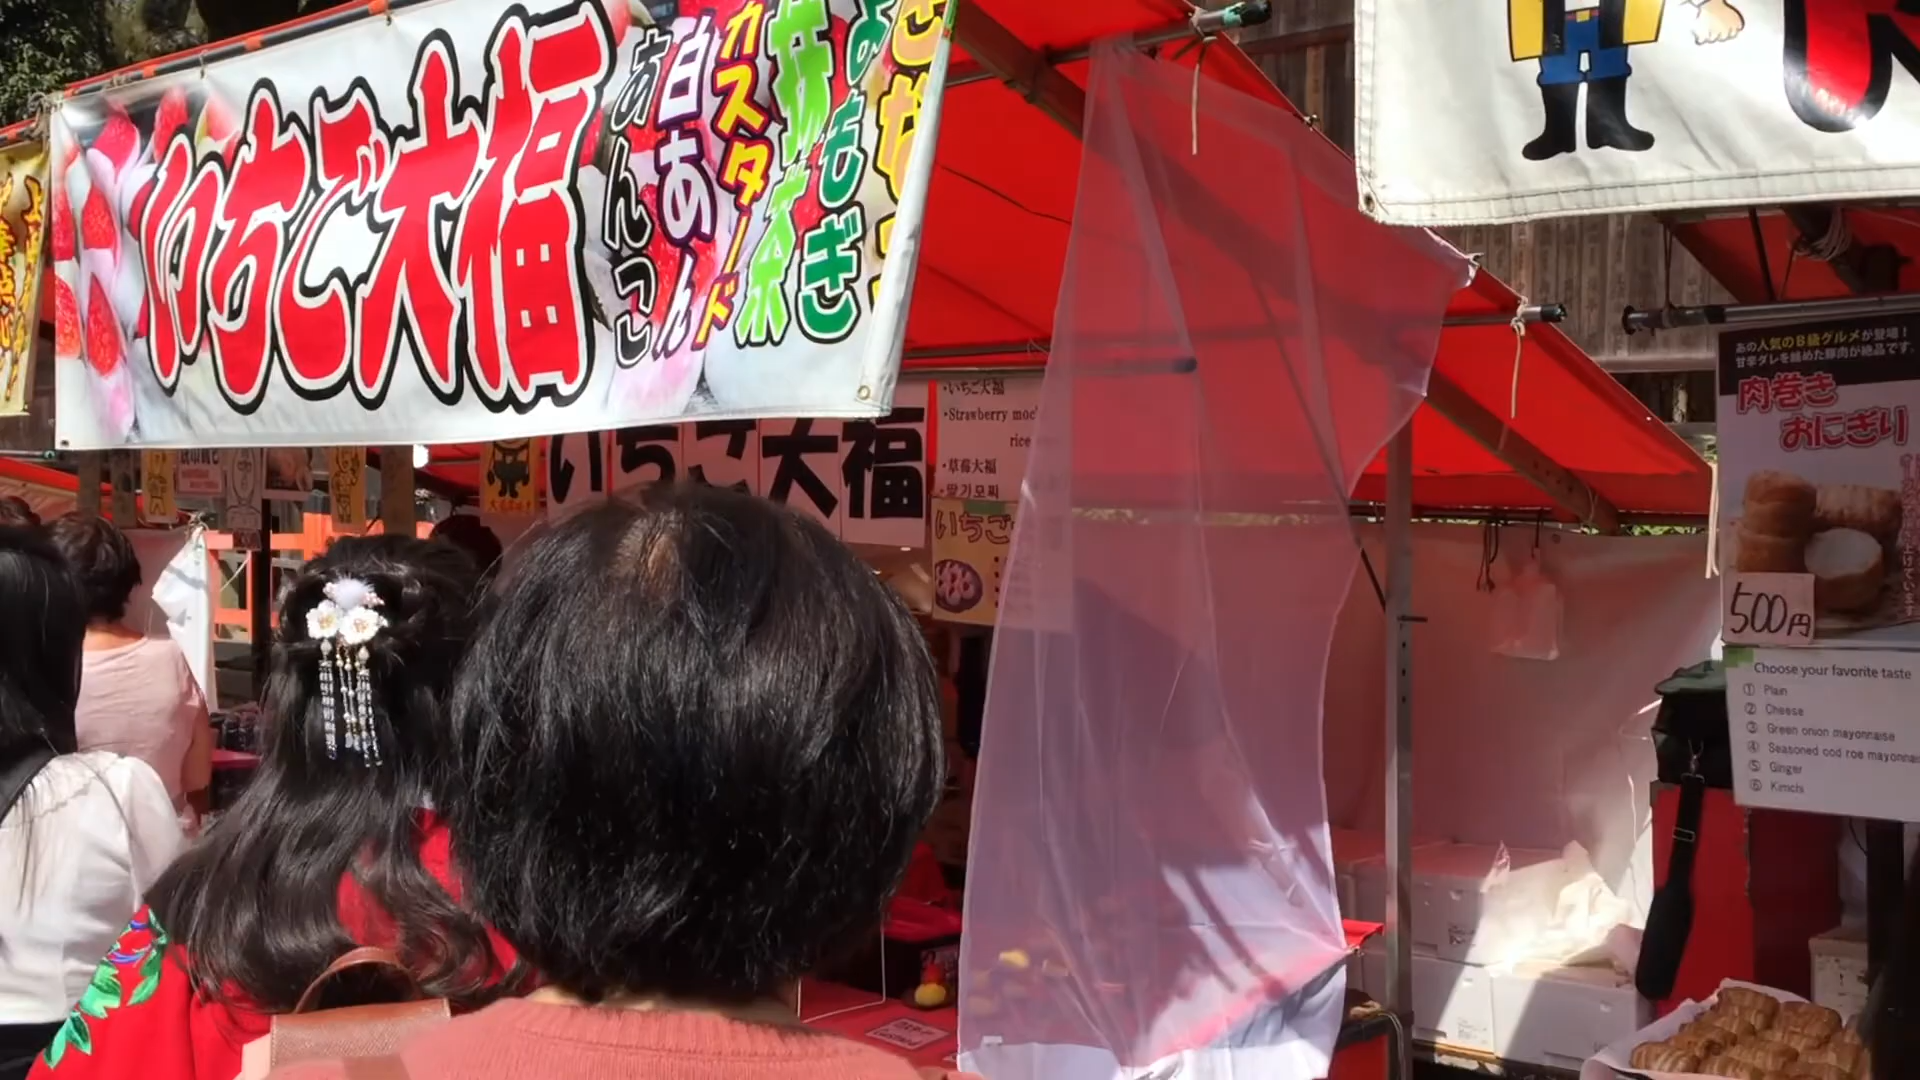 いちご大福
あんこ
白あん
カスタード
抹茶
よもぎ
きなこ
いちご大福
・いちご大福
・Strawberry
rice
・草莓大福
・딸기모찌
いちご
あの人気のB級グルメが登場！
甘辛ダレを絡めた豚肉が絶品です。
肉巻き
おにぎり
500円
Choose your favorite taste
① Plain
② Cheese
③ Green onion mayonnaise
④ Seasoned cod roe mayonnai
⑤ Ginger
⑥ Kimchi